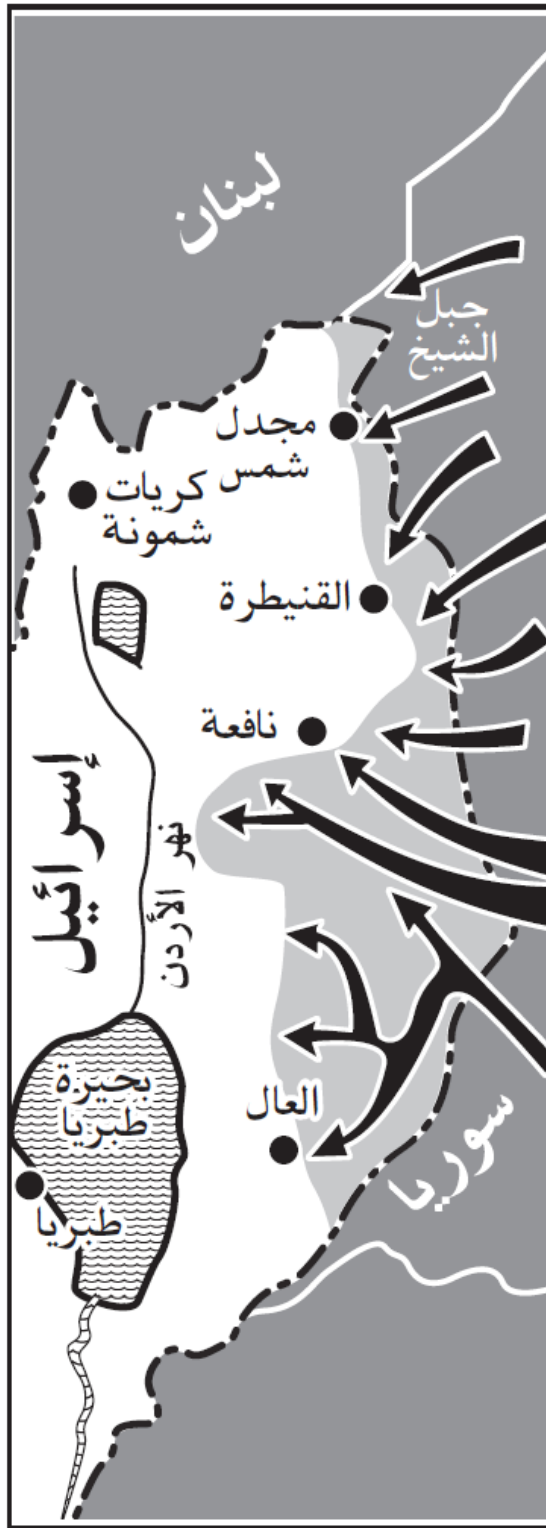 لبنان
جبل
الشيخ
مجدل
شمس
كريات
شمونة
القنيطرة
نافعة
إسرائيل
نهر الأردن
بحيرة
طبريا
العال
سوريا
طبريا